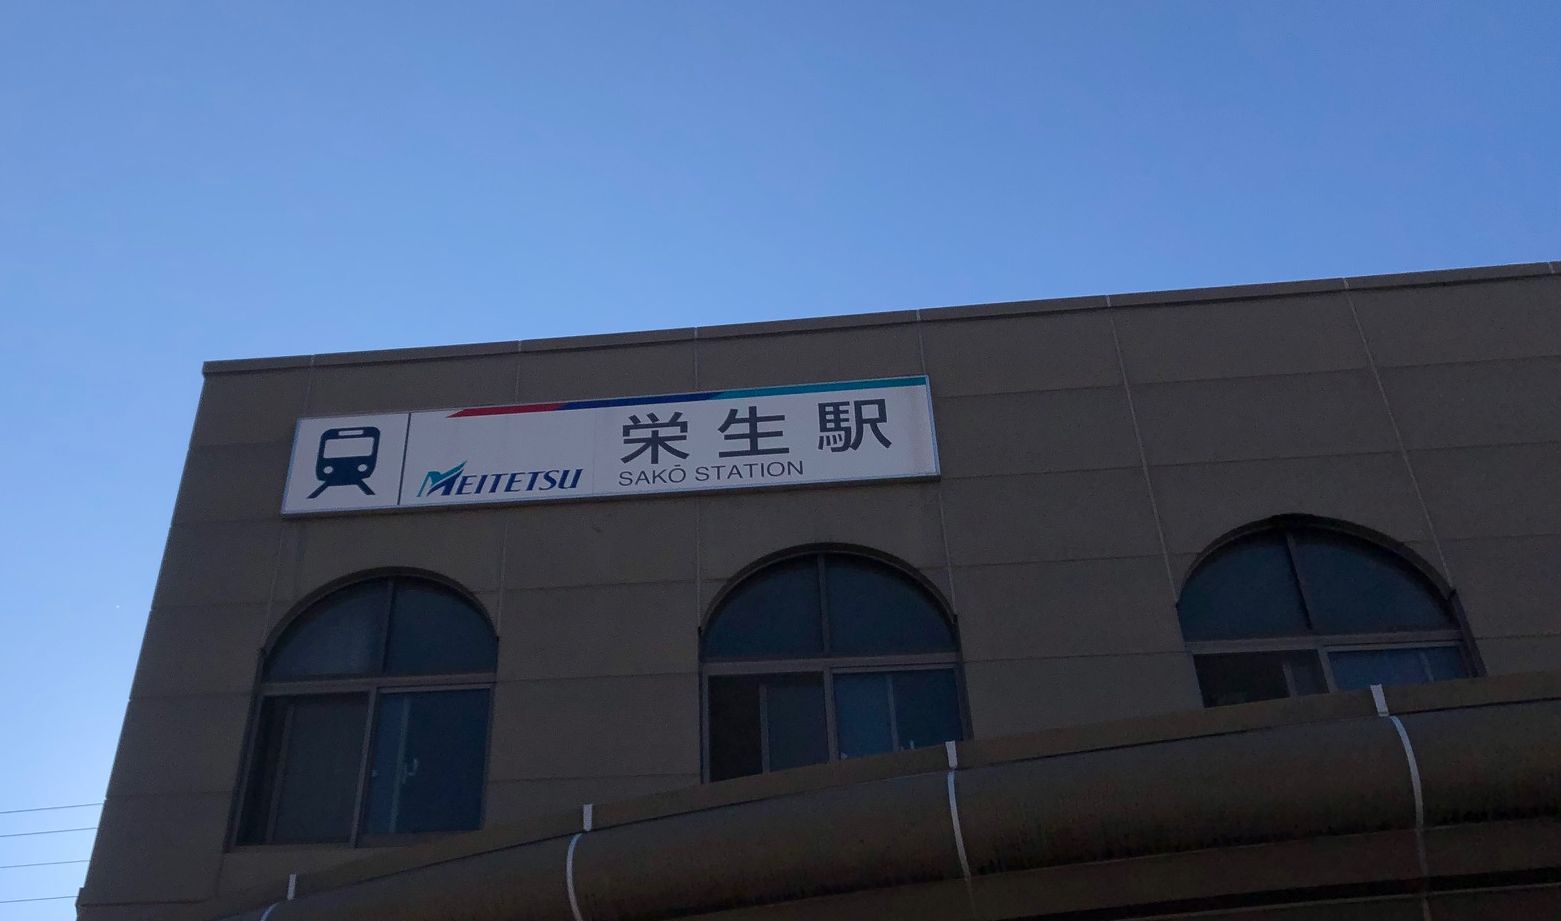 栄生駅
MEITETSU
SAKŌ STATION